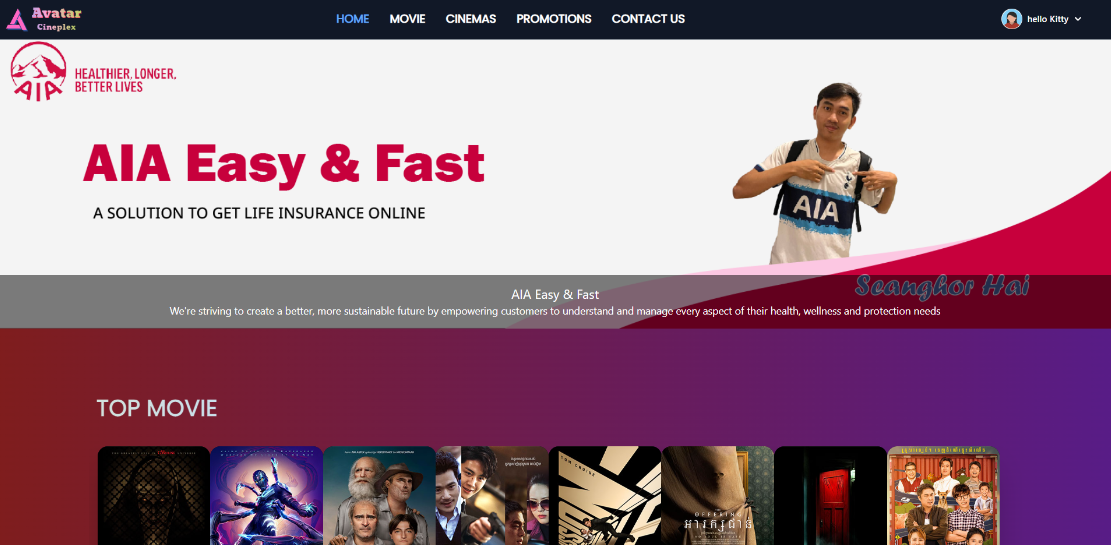 Avatar
Cineplex
HOME MOVIE CINEMAS PROMOTIONS CONTACT US
hello Kitty
HEALTHIER, LONGER,
BETTER LIVES
AIA
AIA Easy & Fast
A SOLUTION TO GET LIFE INSURANCE ONLINE
AIA
Seanghor Hai
AIA Easy & Fast
We're striving to create a better, more sustainable future by empowering customers to understand and manage every aspect of their health, wellness and protection needs
TOP MOVIE
TOM CRUISE
OFFERING